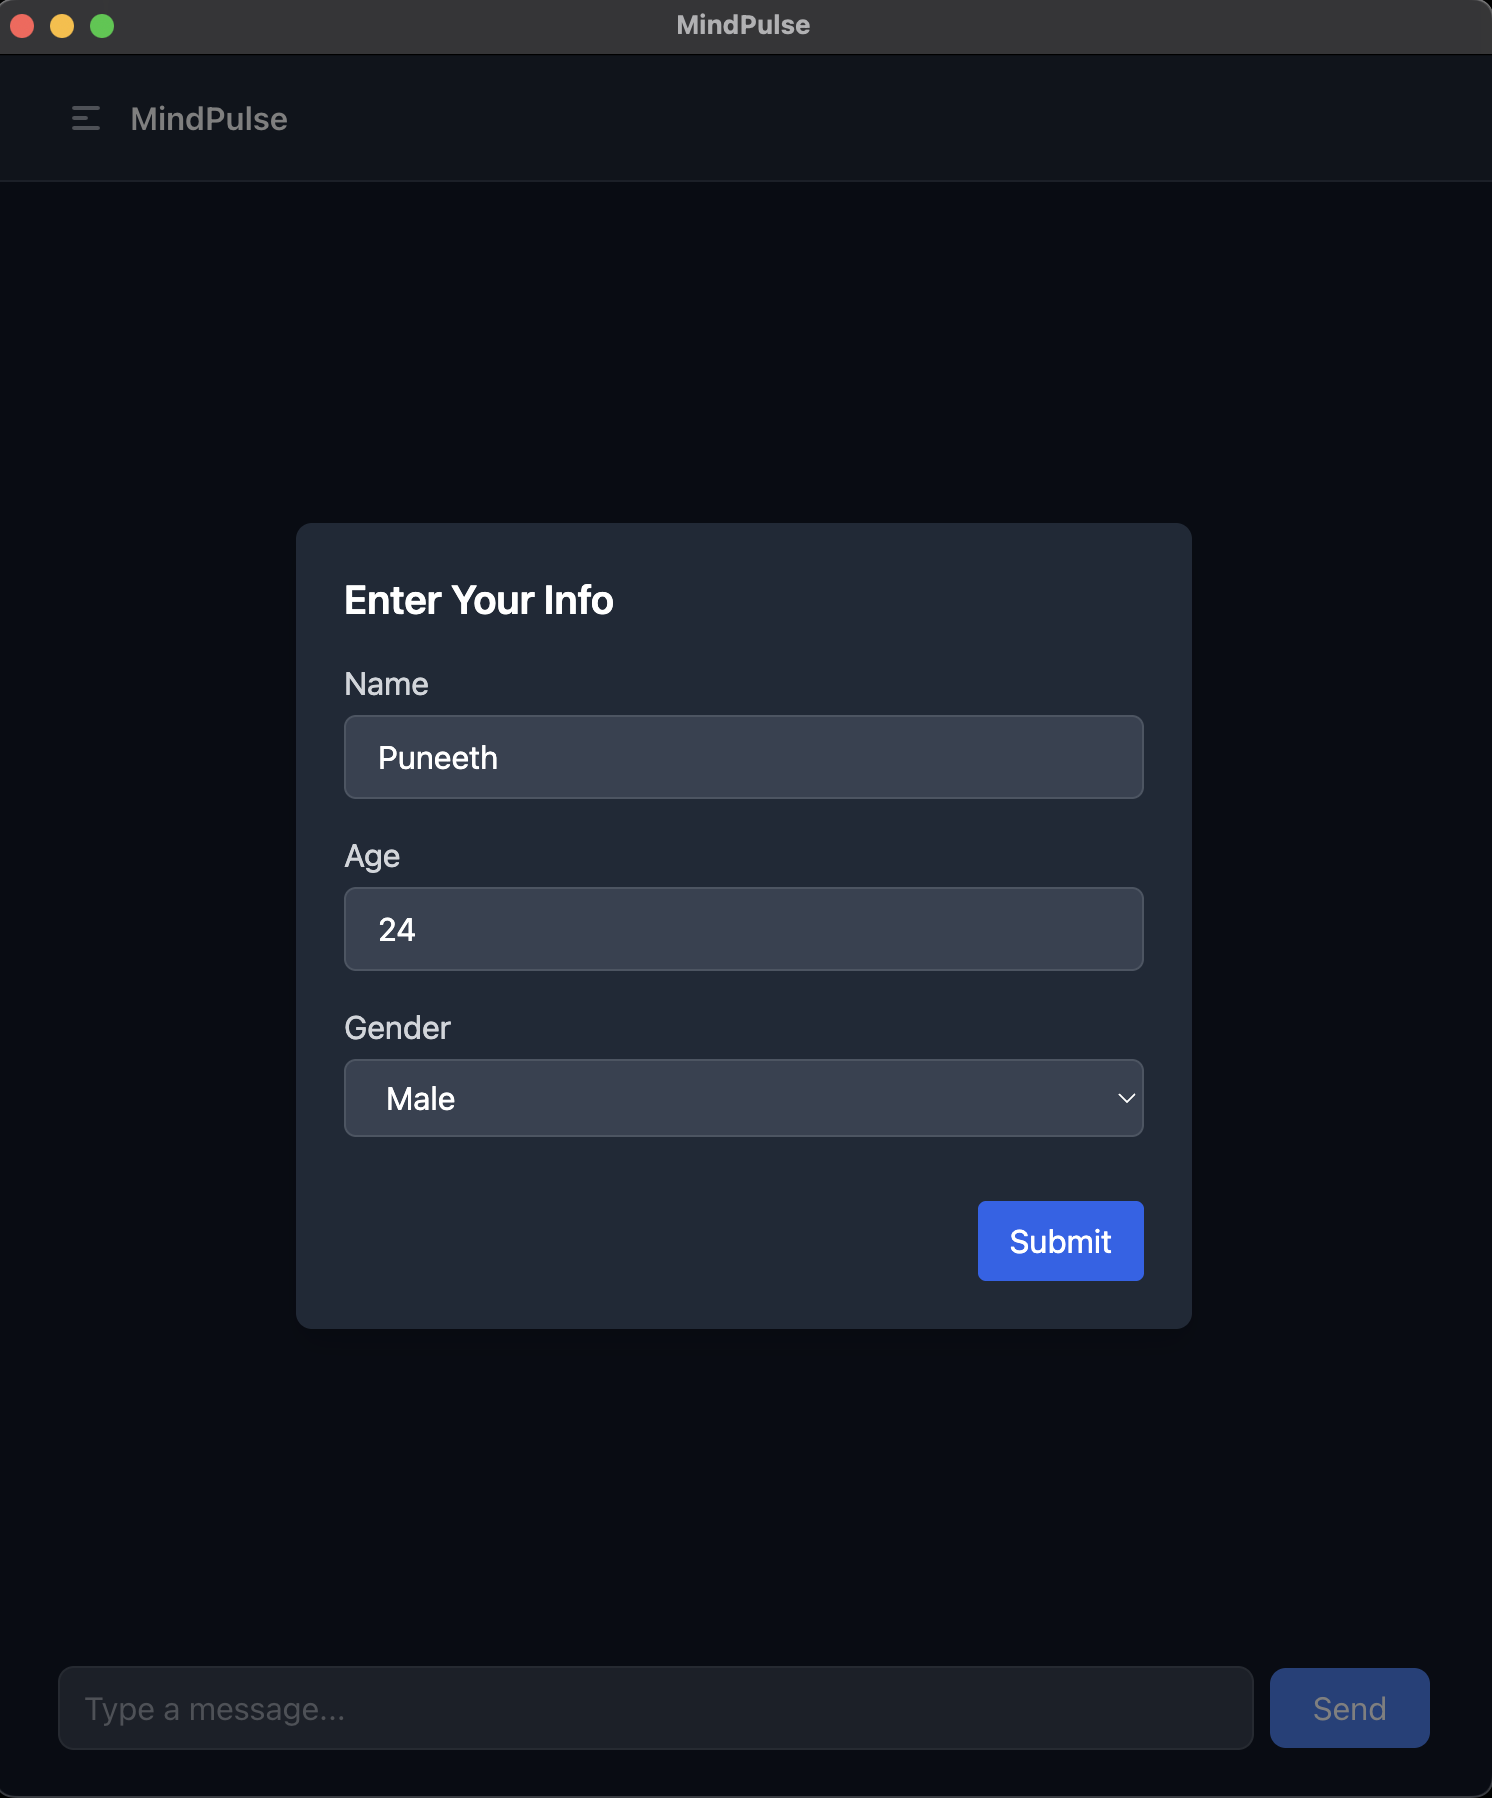 MindPulse
MindPulse
Enter Your Info
Name
Puneeth
Age
24
Gender
Male
Submit
Type a message...
Send